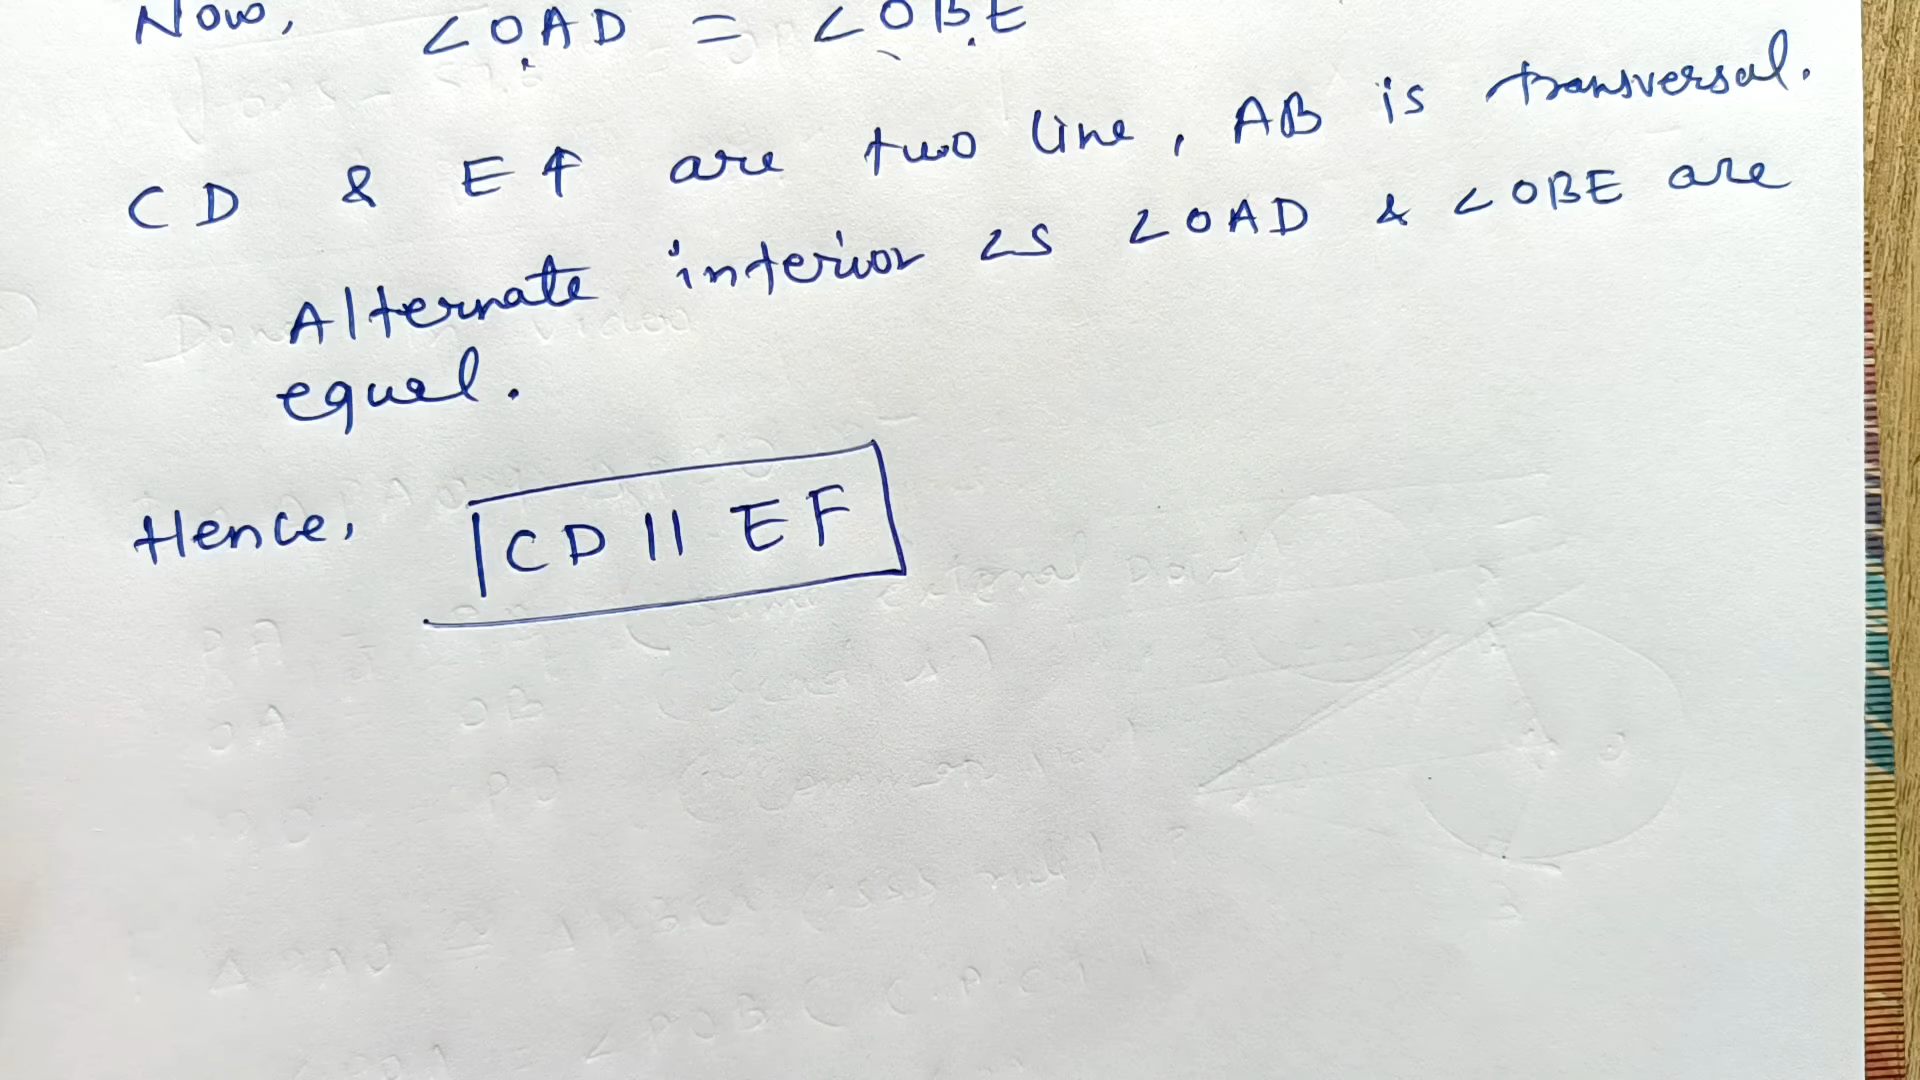 Now, ∠OAD = ∠OBE
CD & EF are two line, AB is transversal.
Alternate interior ∠s ∠OAD & ∠OBE are
equal.
Hence, CD || EF